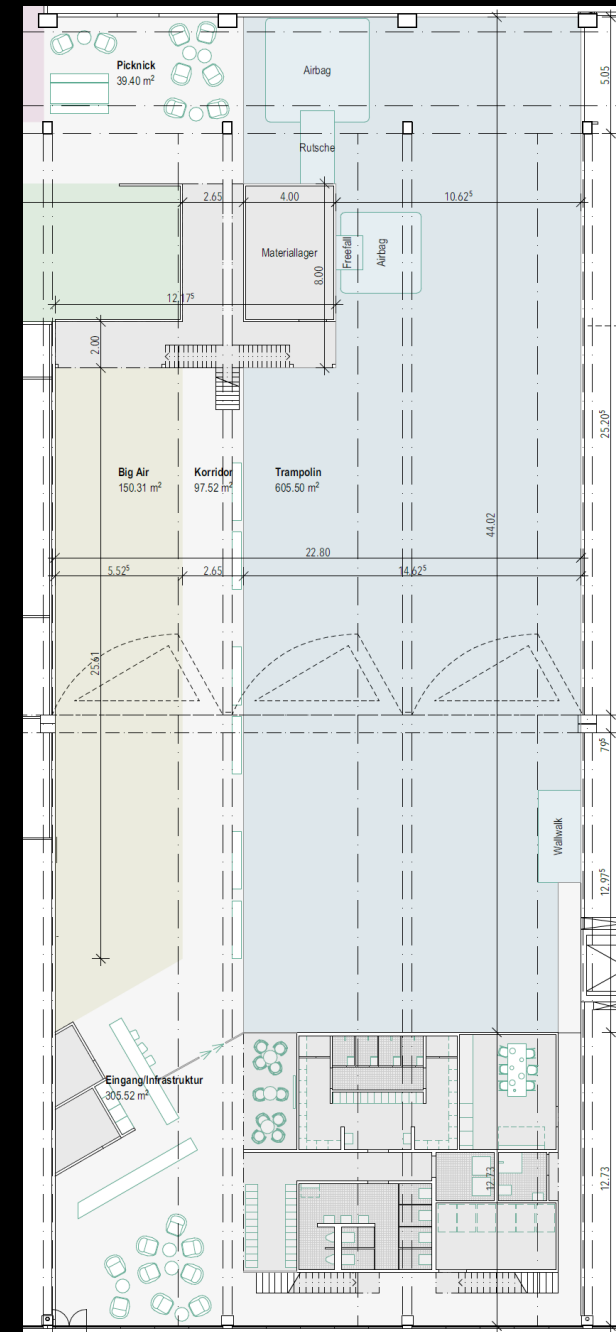 Picknick
39.40 m²
Airbag
5.05
Rutsche
2.65
4.00
10.62⁵
Materiallager
Freefall
Airbag
8.00
12.17⁵
2.00
25.20⁵
Big Air
150.31 m²
Korridor
97.52 m²
Trampolin
605.50 m²
44.02
22.80
5.52⁵
2.65
14.62⁵
25.61
79⁵
Wallwalk
12.97⁵
Eingang/Infrastruktur
305.52 m²
12.73
12.73